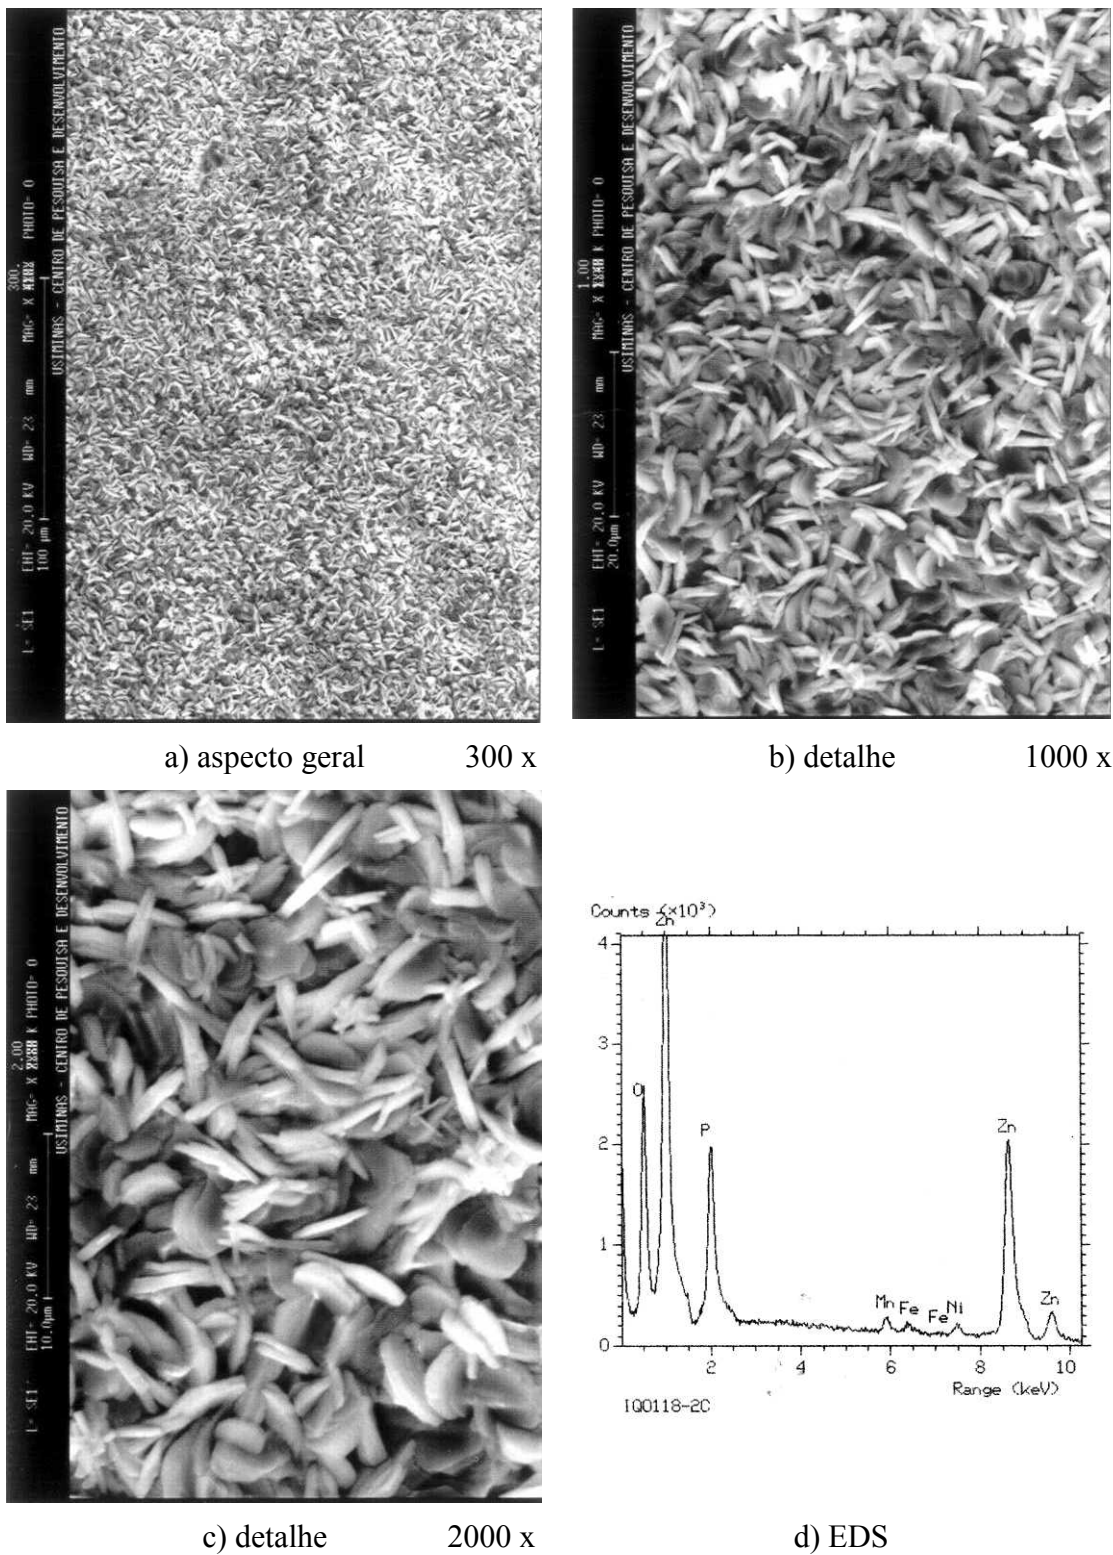 L= SE1 EHT= 20.0 KV WD= 23 mm MAG= X PHOTO= 0
300.
100 µm
USIMINAS - CENTRO DE PESQUISA E DESENVOLVIMENTO
a) aspecto geral 300 x
L= SE1 EHT= 20.0 KV WD= 23 mm MAG= X K PHOTO= 0
1.00
20.0µm
USIMINAS - CENTRO DE PESQUISA E DESENVOLVIMENTO
b) detalhe 1000 x
L= SE1 EHT= 20.0 KV WD= 23 mm MAG= X K PHOTO= 0
2.00
10.0µm
USIMINAS - CENTRO DE PESQUISA E DESENVOLVIMENTO
c) detalhe 2000 x
Counts (×10³)
Zn
4
3
O
2
P
Zn
1
Mn Fe Fe Ni
Zn
0
2 4 6 8 10
Range (keV)
IQ0118-2C
d) EDS